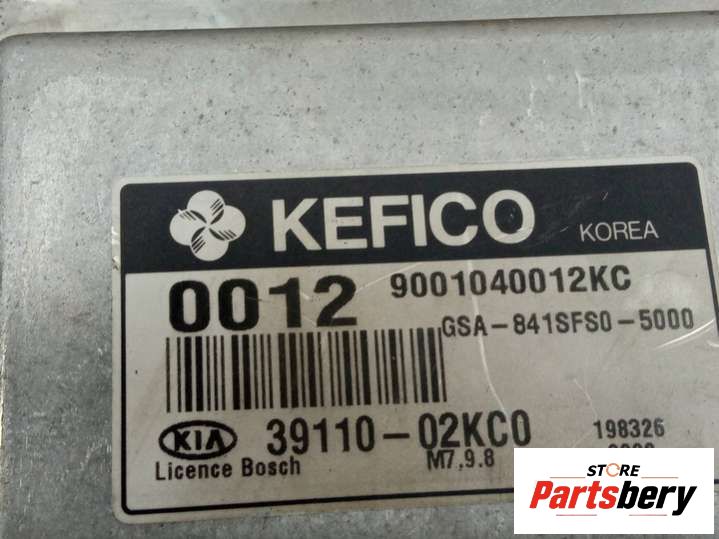 KEFICO KOREA
0012 9001040012KC
GSA-841SFS0-5000
KIA 39110-02KC0 198326
Licence Bosch M7.9.8
STORE
Partsbery